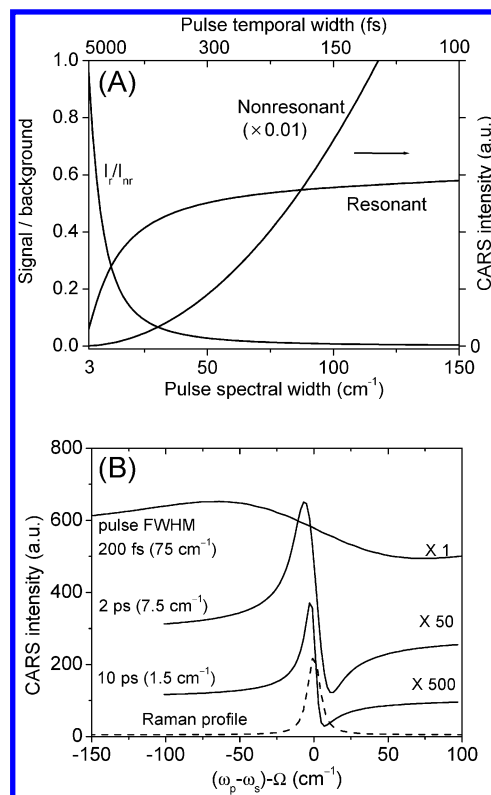 Pulse temporal width (fs)
5000 300 150 100
(A)
1.0
0.8
0.6
0.4
0.2
0.0
Signal / background
Nonresonant
(×0.01)
Iᵣ/Iₙᵣ
Resonant
0
CARS intensity (a.u.)
3 50 100 150
Pulse spectral width (cm⁻¹)
(B)
800
600
400
200
0
CARS intensity (a.u.)
pulse FWHM
200 fs (75 cm⁻¹)
X 1
2 ps (7.5 cm⁻¹)
X 50
10 ps (1.5 cm⁻¹)
X 500
Raman profile
-150 -100 -50 0 50 100
(ωₚ-ωₛ)-Ω (cm⁻¹)